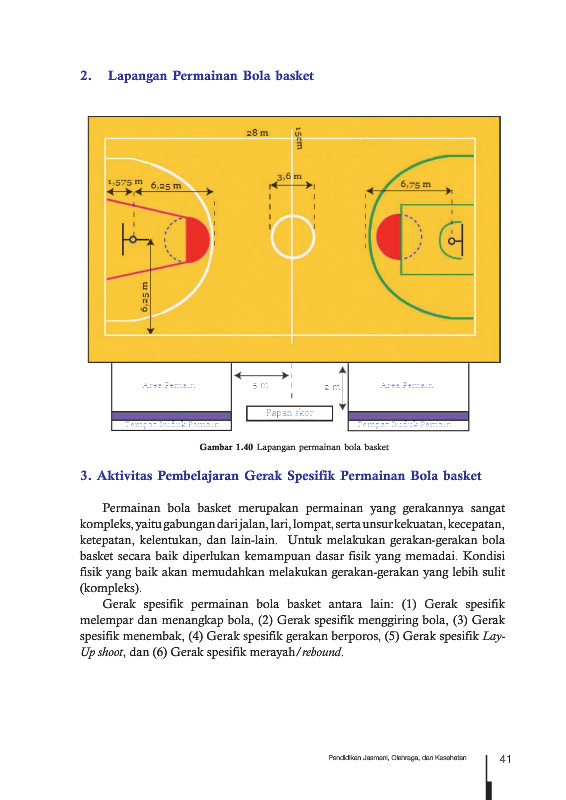 2. Lapangan Permainan Bola basket
28 m
15cm
1,575 m
6,25 m
3,6 m
6,75 m
6,25 m
Area Pemain
5 m
2 m
Area Pemain
Papan skor
Tempat Duduk Pemain
Tempat Duduk Pemain
Gambar 1.40 Lapangan permainan bola basket
3. Aktivitas Pembelajaran Gerak Spesifik Permainan Bola basket
Permainan bola basket merupakan permainan yang gerakannya sangat
kompleks, yaitu gabungan dari jalan, lari, lompat, serta unsur kekuatan, kecepatan,
ketepatan, kelentukan, dan lain-lain. Untuk melakukan gerakan-gerakan bola
basket secara baik diperlukan kemampuan dasar fisik yang memadai. Kondisi
fisik yang baik akan memudahkan melakukan gerakan-gerakan yang lebih sulit
(kompleks).
Gerak spesifik permainan bola basket antara lain: (1) Gerak spesifik
melempar dan menangkap bola, (2) Gerak spesifik menggiring bola, (3) Gerak
spesifik menembak, (4) Gerak spesifik gerakan berporos, (5) Gerak spesifik Lay-
Up shoot, dan (6) Gerak spesifik merayah/rebound.
Pendidikan Jasmani, Olahraga, dan Kesehatan 41